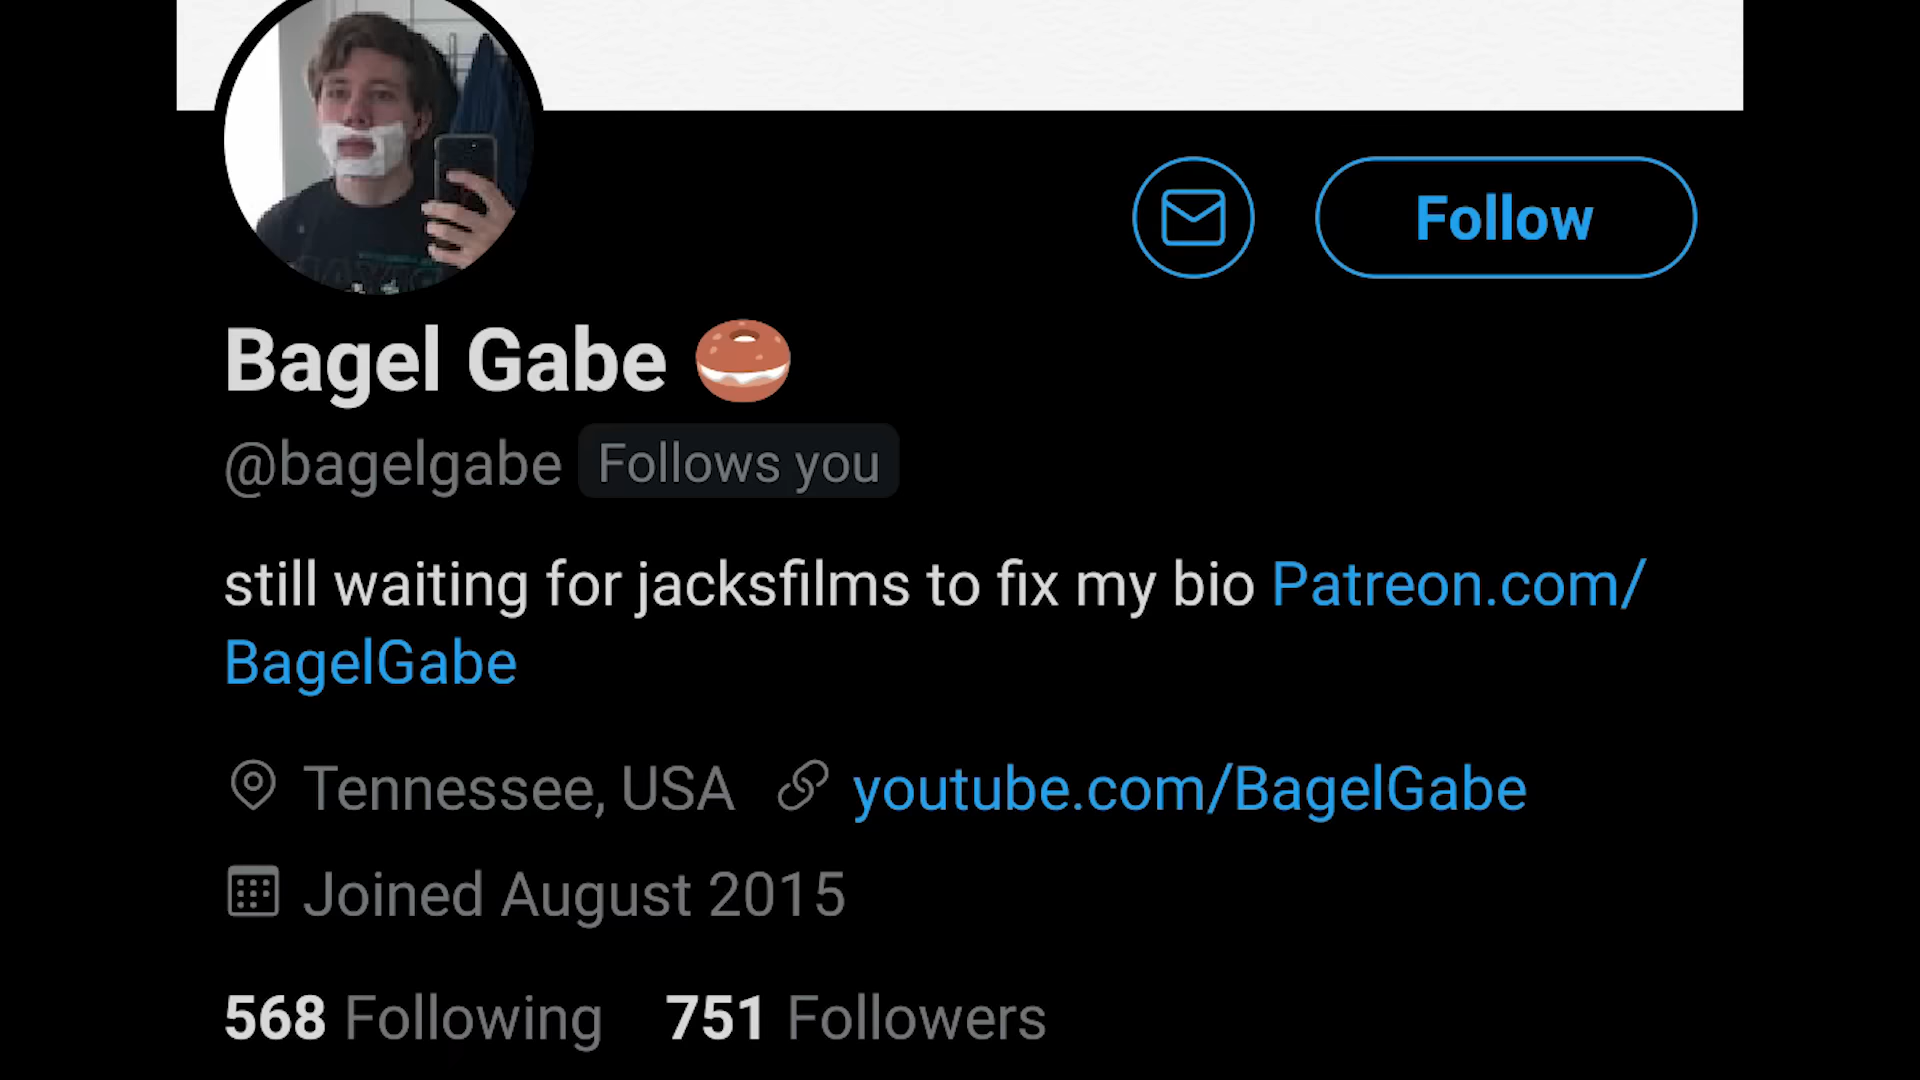 Follow
Bagel Gabe 🥯
@bagelgabe Follows you
still waiting for jacksfilms to fix my bio Patreon.com/
BagelGabe
Tennessee, USA youtube.com/BagelGabe
Joined August 2015
568 Following 751 Followers